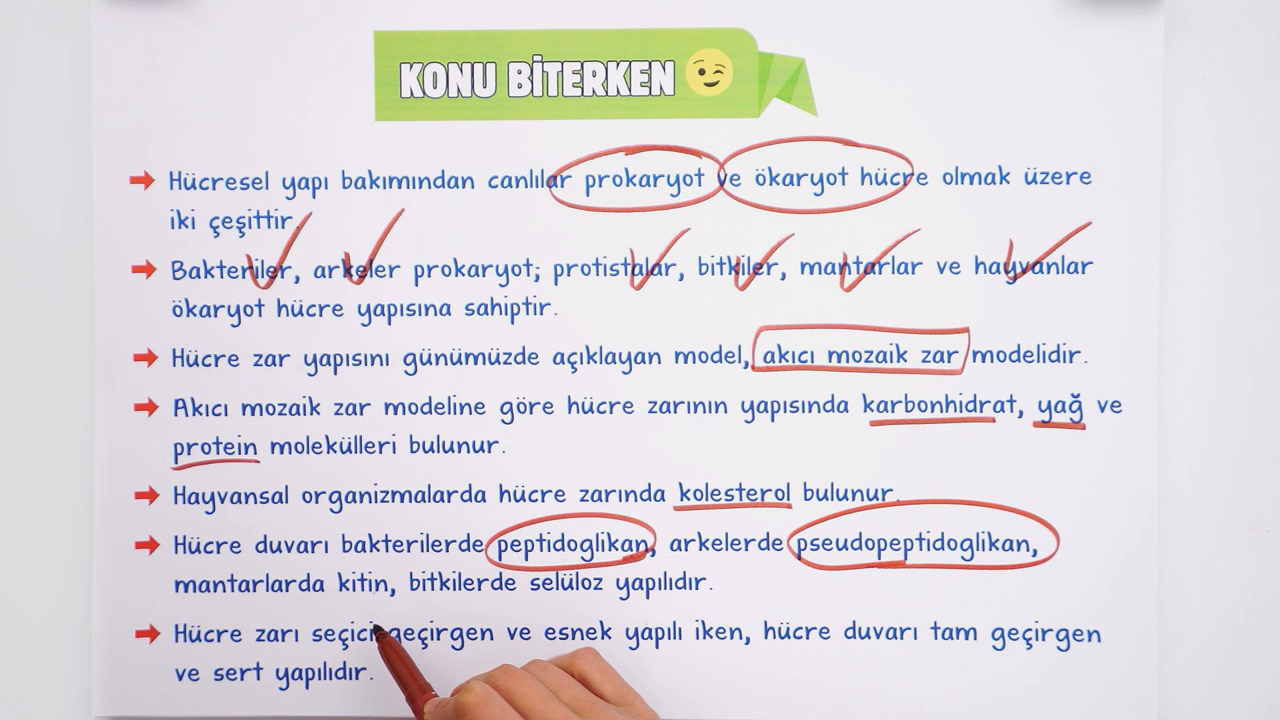 KONU BİTERKEN
Hücresel yapı bakımından canlılar prokaryot ve ökaryot hücre olmak üzere
iki çeşittir.
Bakteriler, arkeler prokaryot; protistalar, bitkiler, mantarlar ve hayvanlar
ökaryot hücre yapısına sahiptir.
Hücre zar yapısını günümüzde açıklayan model, akıcı mozaik zar modelidir.
Akıcı mozaik zar modeline göre hücre zarının yapısında karbonhidrat, yağ ve
protein molekülleri bulunur.
Hayvansal organizmalarda hücre zarında kolesterol bulunur.
Hücre duvarı bakterilerde peptidoglikan, arkelerde pseudopeptidoglikan,
mantarlarda kitin, bitkilerde selüloz yapılıdır.
Hücre zarı seçici geçirgen ve esnek yapılı iken, hücre duvarı tam geçirgen
ve sert yapılıdır.